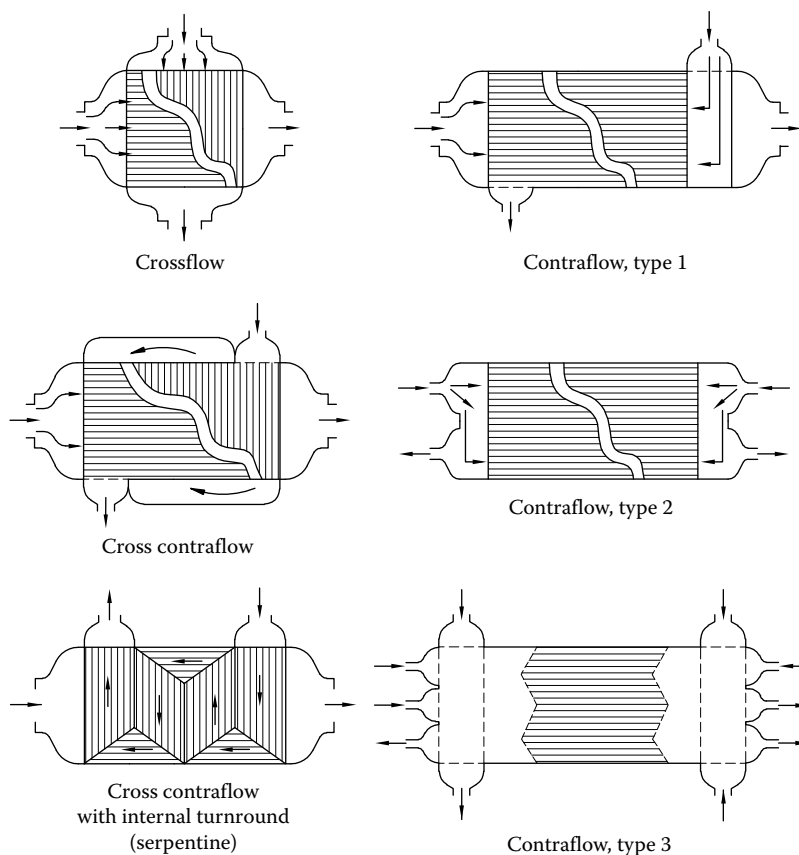 Crossflow
Contraflow, type 1
Cross contraflow
Contraflow, type 2
Cross contraflow
with internal turnround
(serpentine)
Contraflow, type 3